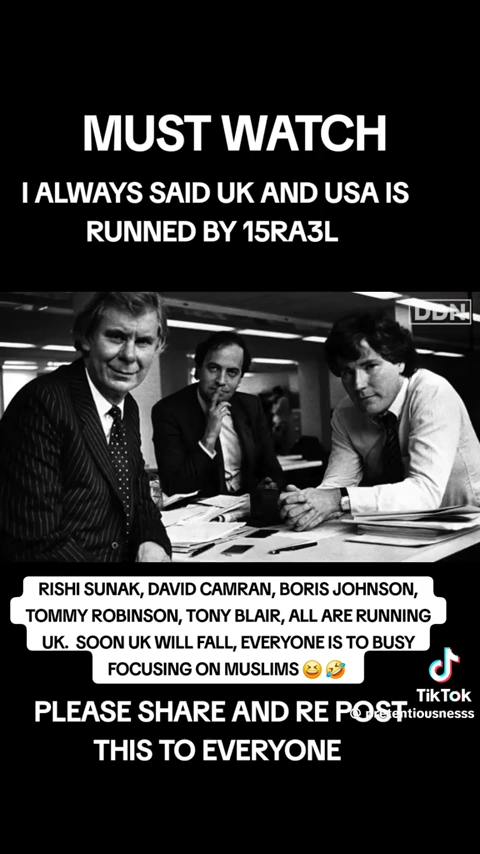 MUST WATCH
I ALWAYS SAID UK AND USA IS
RUNNED BY 15RA3L
DDN
RISHI SUNAK, DAVID CAMRAN, BORIS JOHNSON,
TOMMY ROBINSON, TONY BLAIR, ALL ARE RUNNING
UK. SOON UK WILL FALL, EVERYONE IS TO BUSY
FOCUSING ON MUSLIMS 😆 🤣
TikTok
PLEASE SHARE AND RE POST
@pretentiousnesss
THIS TO EVERYONE